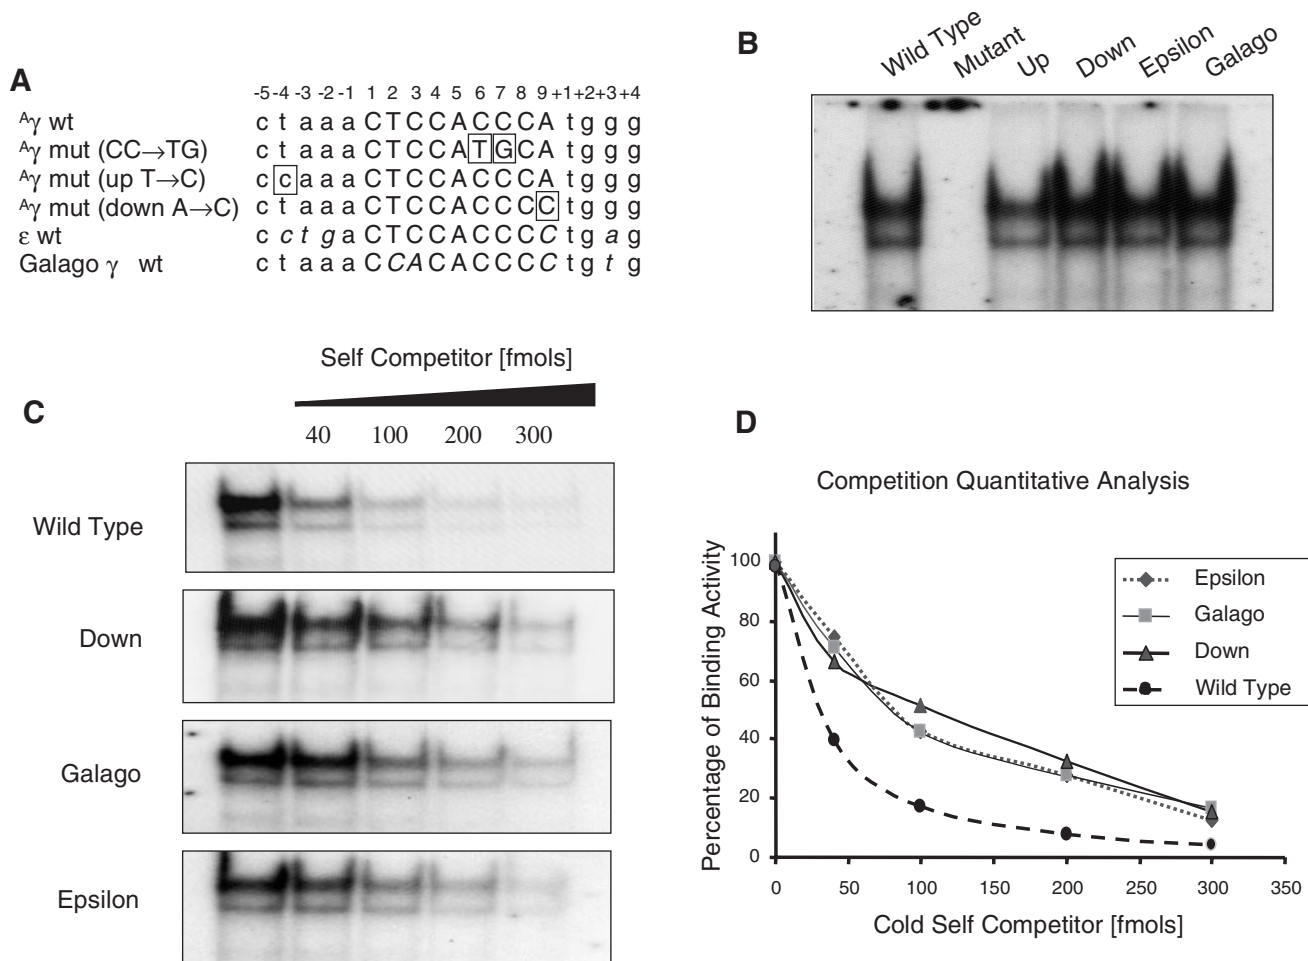 A
-5 -4 -3 -2 -1 1 2 3 4 5 6 7 8 9 +1 +2 +3 +4
Aγ wt c t a a a C T C C A C C C A t g g g
Aγ mut (CC→TG) c t a a a C T C C A T G C A t g g g
Aγ mut (up T→C) c c a a a C T C C A C C C A t g g g
Aγ mut (down A→C) c t a a a C T C C A C C C C t g g g
ε wt c c t g a C T C C A C C C C t g a g
Galago γ wt c t a a a C C A C A C C C C t g t g
B
Wild Type Mutant Up Down Epsilon Galago
C
Self Competitor [fmols]
40 100 200 300
Wild Type
Down
Galago
Epsilon
D
Competition Quantitative Analysis
Percentage of Binding Activity
100
80
60
40
20
0
0 50 100 150 200 250 300 350
Cold Self Competitor [fmols]
Epsilon
Galago
Down
Wild Type